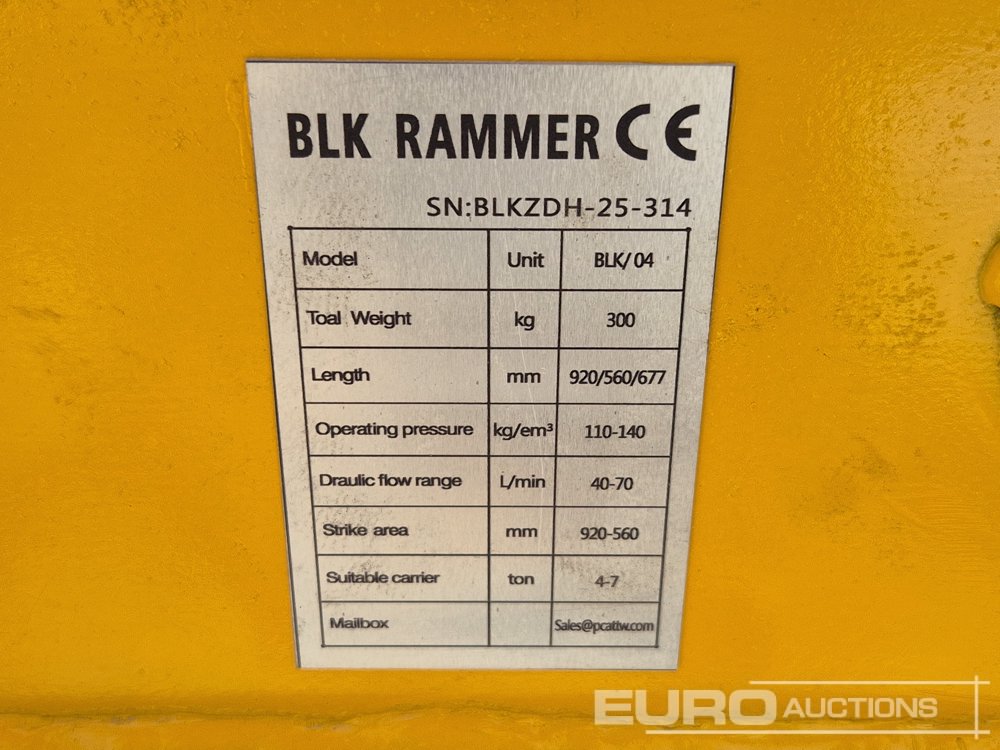 BLK RAMMER CE
SN:BLKZDH-25-314
Model Unit BLK/04
Toal Weight kg 300
Length mm 920/560/677
Operating pressure kg/em³ 110-140
Draulic flow range L/min 40-70
Strike area mm 920-560
Suitable carrier ton 4-7
Mailbox Sales@pcattw.com
EURO AUCTIONS